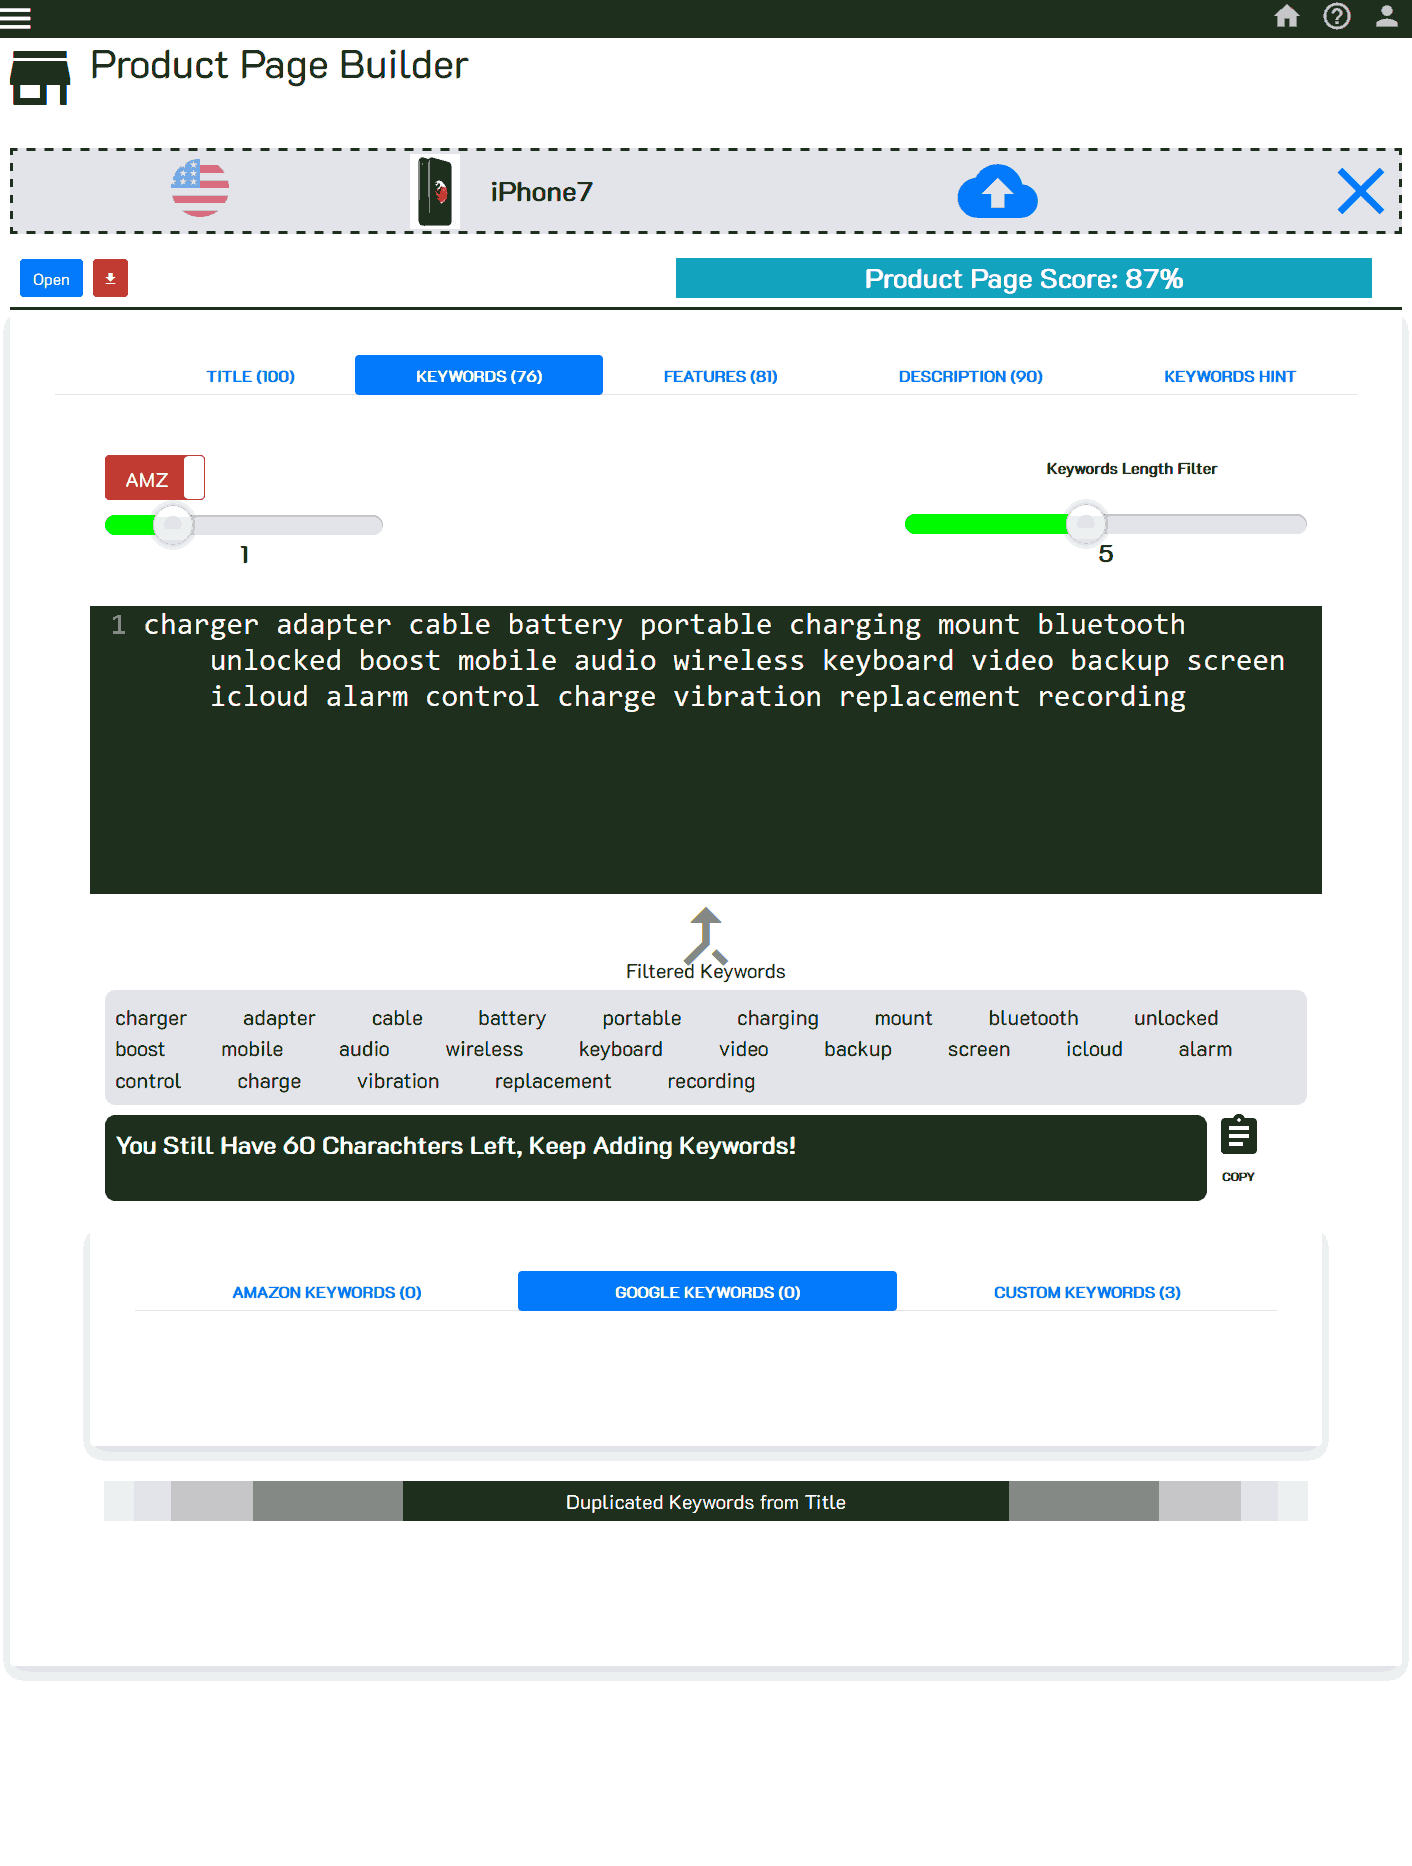 Product Page Builder
iPhone7
Open
Product Page Score: 87%
TITLE (100) KEYWORDS (76) FEATURES (81) DESCRIPTION (90) KEYWORDS HINT
AMZ
Keywords Length Filter
1
5
1 charger adapter cable battery portable charging mount bluetooth
unlocked boost mobile audio wireless keyboard video backup screen
icloud alarm control charge vibration replacement recording
Filtered Keywords
charger adapter cable battery portable charging mount bluetooth unlocked
boost mobile audio wireless keyboard video backup screen icloud alarm
control charge vibration replacement recording
You Still Have 60 Charachters Left, Keep Adding Keywords!
COPY
AMAZON KEYWORDS (0) GOOGLE KEYWORDS (0) CUSTOM KEYWORDS (3)
Duplicated Keywords from Title